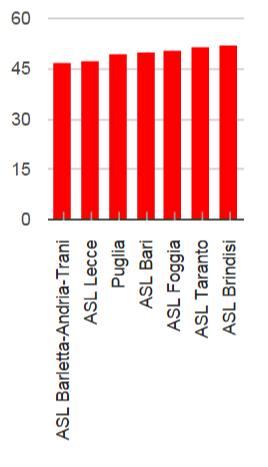 60
45
30
15
0
ASL Barletta-Andria-Trani
ASL Lecce
Puglia
ASL Bari
ASL Foggia
ASL Taranto
ASL Brindisi